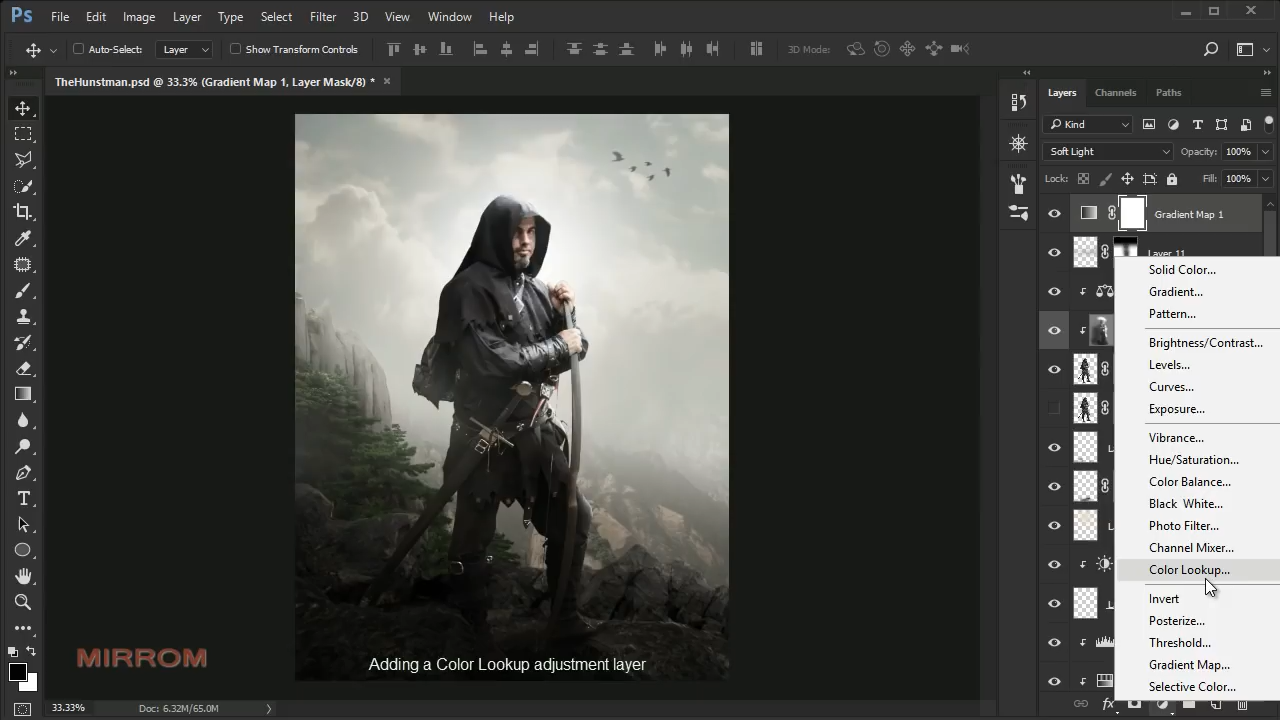 Ps File Edit Image Layer Type Select Filter 3D View Window Help
Auto-Select: Layer Show Transform Controls 3D Mode:
TheHunstman.psd @ 33.3% (Gradient Map 1, Layer Mask/8) * ×
Layers Channels Paths
Kind
Soft Light Opacity: 100%
Lock: Fill: 100%
Gradient Map 1
Layer 11
Solid Color...
Gradient...
Pattern...
Brightness/Contrast...
Levels...
Curves...
Exposure...
Vibrance...
Hue/Saturation...
Color Balance...
Black White...
Photo Filter...
Channel Mixer...
Color Lookup...
Invert
Posterize...
Threshold...
Gradient Map...
Selective Color...
MIRROM
Adding a Color Lookup adjustment layer
33.33% Doc: 6.32M/65.0M
fx